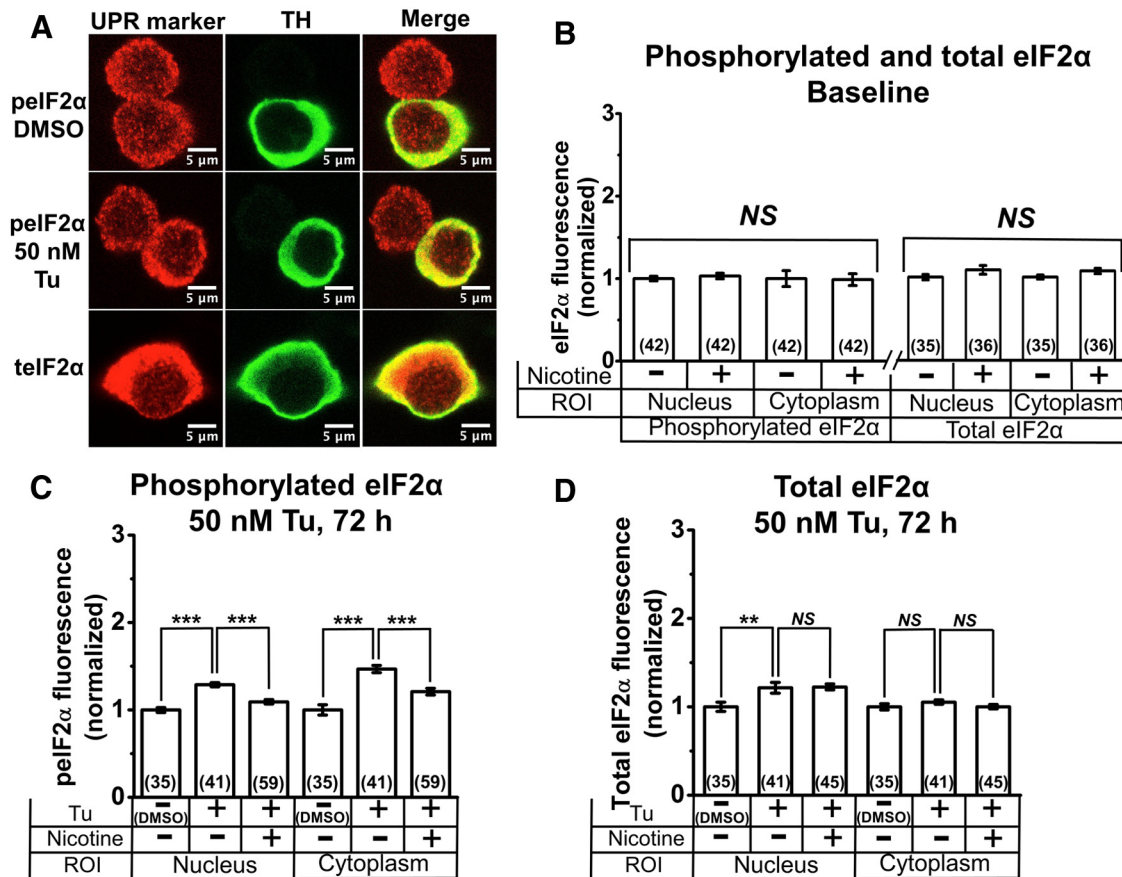 A
UPR marker TH Merge
peIF2α
DMSO
5 µm 5 µm 5 µm
peIF2α
50 nM
Tu
5 µm 5 µm 5 µm
teIF2α
5 µm 5 µm 5 µm
B
Phosphorylated and total eIF2α
Baseline
eIF2α fluorescence
(normalized)
3
2
1
0
NS NS
(42) (42) (42) (42) (35) (36) (35) (36)
Nicotine − + − + − + − +
ROI Nucleus Cytoplasm Nucleus Cytoplasm
Phosphorylated eIF2α Total eIF2α
C
Phosphorylated eIF2α
50 nM Tu, 72 h
peIF2α fluorescence
(normalized)
3
2
1
0
*** *** *** ***
(35) (41) (59) (35) (41) (59)
Tu − (DMSO) + + − (DMSO) + +
Nicotine − − + − − +
ROI Nucleus Cytoplasm
D
Total eIF2α
50 nM Tu, 72 h
Total eIF2α fluorescence
(normalized)
3
2
1
0
** NS NS NS
(35) (41) (45) (35) (41) (45)
Tu − (DMSO) + + − (DMSO) + +
Nicotine − − + − − +
ROI Nucleus Cytoplasm